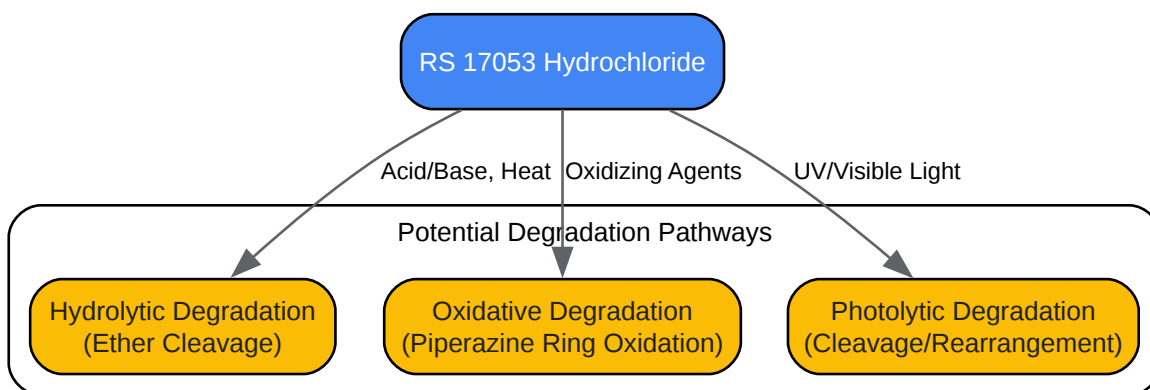 RS 17053 Hydrochloride
Acid/Base, Heat
Oxidizing Agents
UV/Visible Light
Potential Degradation Pathways
Hydrolytic Degradation
(Ether Cleavage)
Oxidative Degradation
(Piperazine Ring Oxidation)
Photolytic Degradation
(Cleavage/Rearrangement)